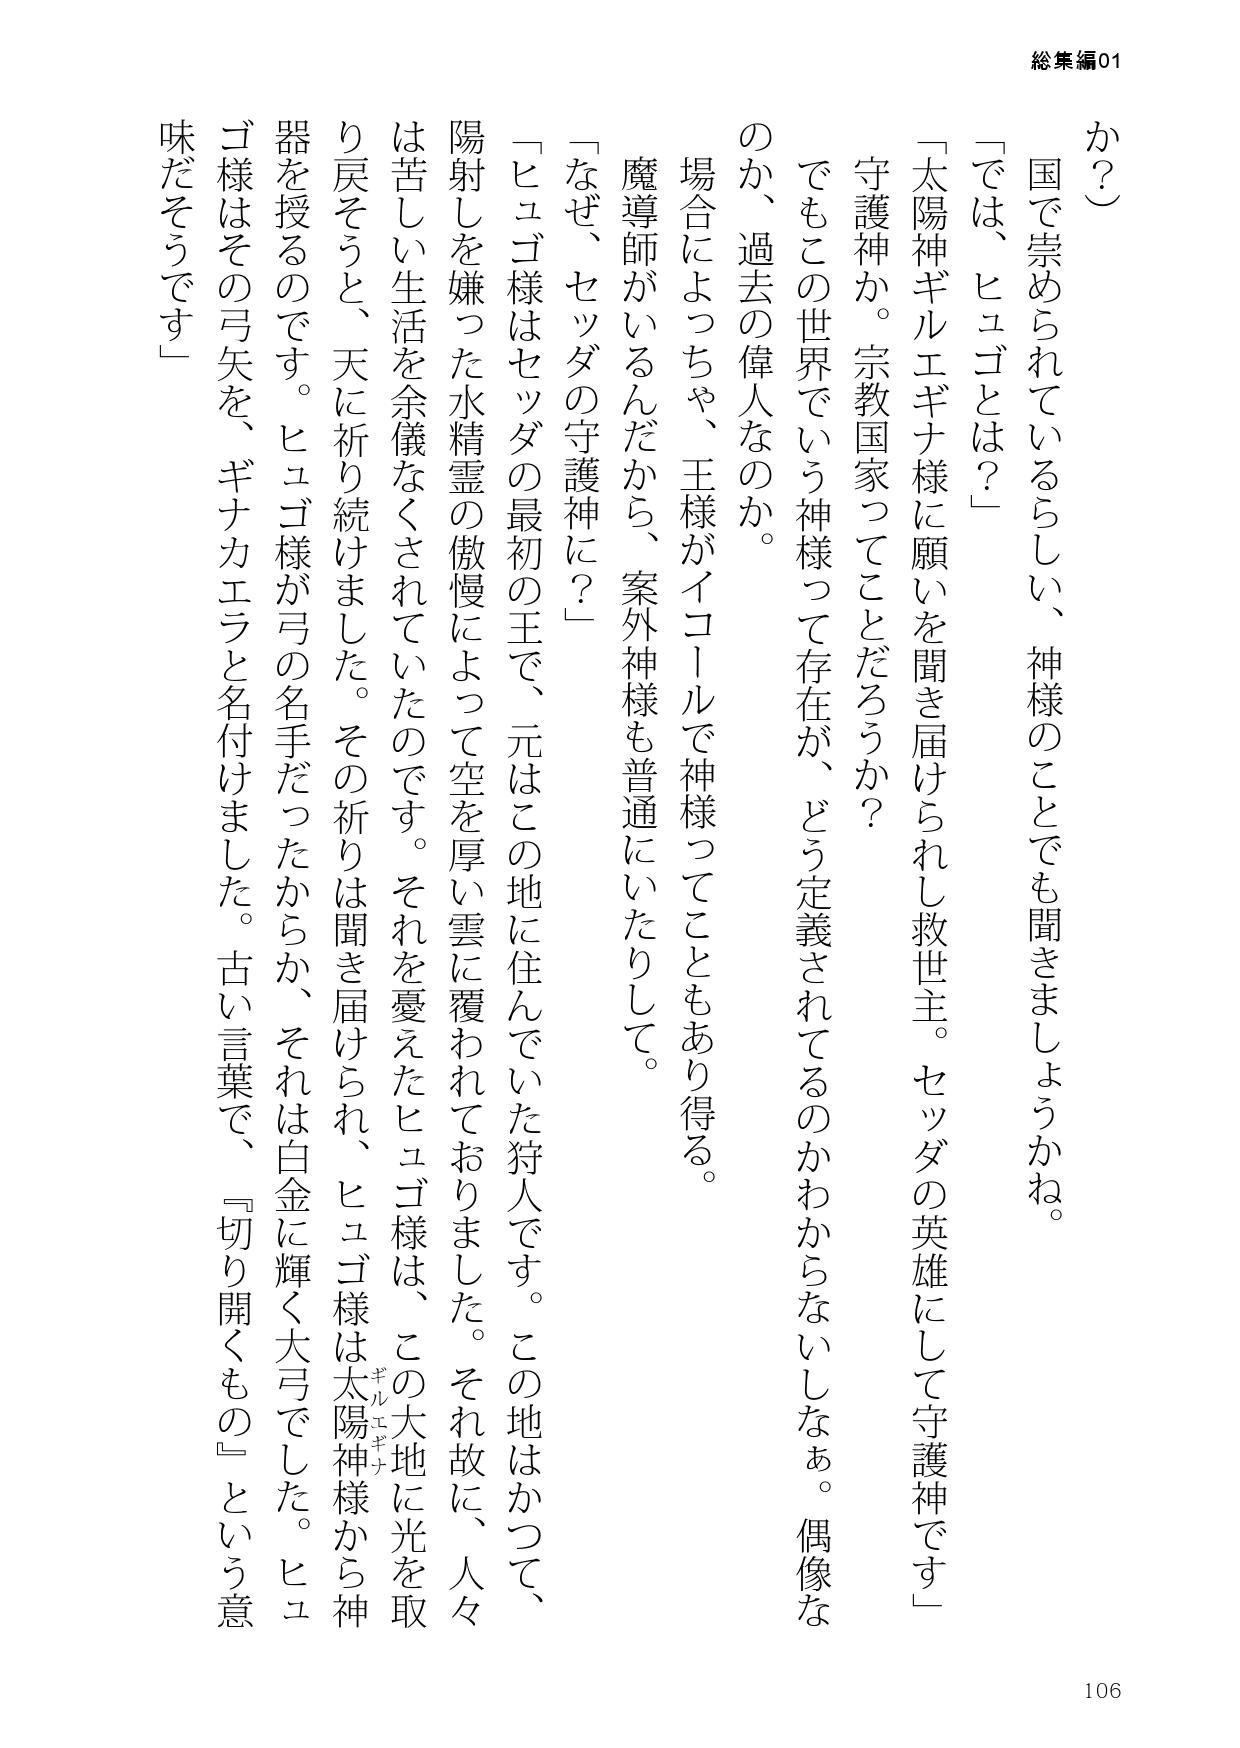 総集編01
か？）
　国で崇められているらしい、神様のことでも聞きましょうかね。
「では、ヒュゴとは？」
「太陽神ギルエギナ様に願いを聞き届けられし救世主。セッダの英雄にして守護神です」
　守護神か。宗教国家ってことだろうか？
　でもこの世界でいう神様って存在が、どう定義されてるのかわからないしなぁ。偶像な
のか、過去の偉人なのか。
　場合によっちゃ、王様がイコールで神様ってこともあり得る。
　魔導師がいるんだから、案外神様も普通にいたりして。
「なぜ、セッダの守護神に？」
「ヒュゴ様はセッダの最初の王で、元はこの地に住んでいた狩人です。この地はかつて、
陽射しを嫌った水精霊の傲慢によって空を厚い雲に覆われておりました。それ故に、人々
は苦しい生活を余儀なくされていたのです。それを憂えたヒュゴ様は、この大地に光を取
り戻そうと、天に祈り続けました。その祈りは聞き届けられ、ヒュゴ様は太陽神様から神
ギルエギナ
器を授るのです。ヒュゴ様が弓の名手だったからか、それは白金に輝く大弓でした。ヒュ
ゴ様はその弓矢を、ギナカエラと名付けました。古い言葉で、『切り開くもの』という意
味だそうです」
106